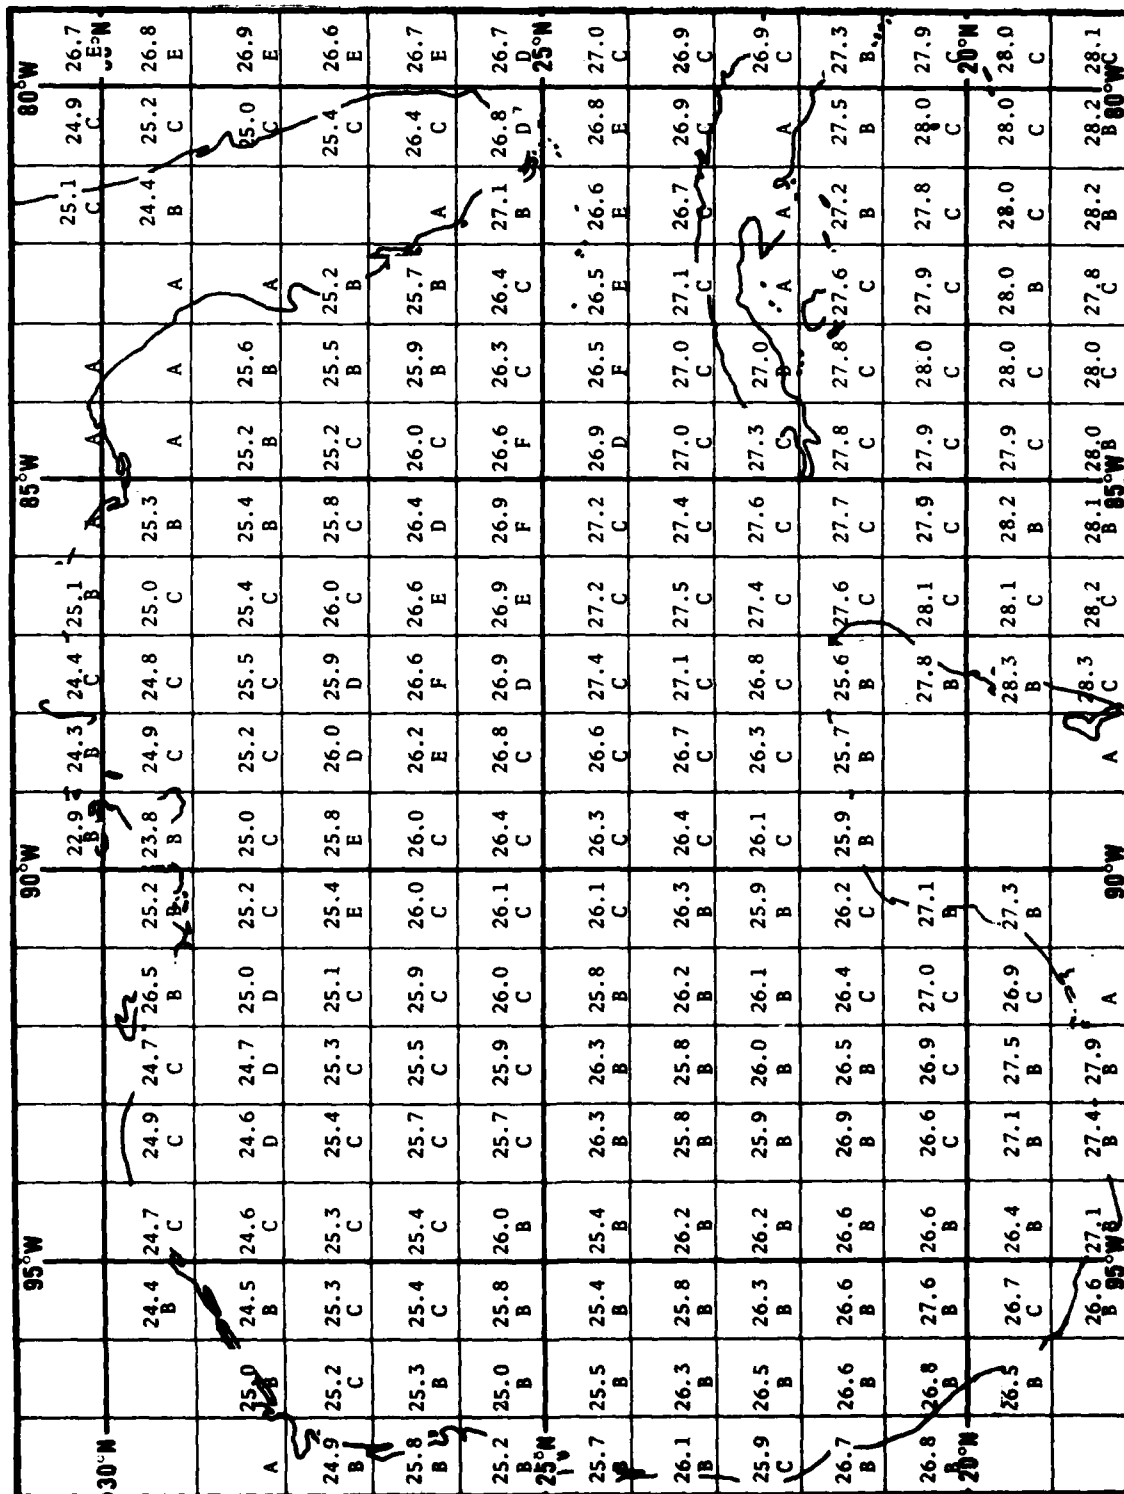 95°W 90°W 85°W 80°W
22.9 24.3 24.4 25.1 25.1 24.9 26.7
B B C B A A A C C E
30°N °N
24.4 24.7 24.9 24.7 26.5 25.2 23.8 24.9 24.8 25.0 25.3 24.4 25.2 26.8
B C C C B B B C C C B A A A B C E
25.0 24.5 24.6 24.6 24.7 25.0 25.2 25.0 25.2 25.5 25.4 25.4 25.2 25.6 25.0 26.9
A B B C D D D C C C C C B B B A C E
24.9 25.2 25.3 25.3 25.4 25.3 25.1 25.4 25.8 26.0 25.9 26.0 25.8 25.2 25.5 25.2 25.4 26.6
B C C C C C C E E D D C C C B B C E
25.8 25.3 25.4 25.4 25.7 25.5 25.9 26.0 26.0 26.2 26.6 26.6 26.4 26.0 25.9 25.7 26.4 26.7
B B C C C C C C C E F E D C B B A C E
25.2 25.0 25.8 26.0 25.7 25.9 26.0 26.1 26.4 26.8 26.9 26.9 26.9 26.6 26.3 26.4 27.1 26.8 26.7
B B B B C C C C C C D E F F C C B D D
25°N 25°N
25.7 25.5 25.4 25.4 26.3 26.3 25.8 26.1 26.3 26.6 27.4 27.2 27.2 26.9 26.5 26.5 26.6 26.8 27.0
B B B B B B B C C C C C C D F E E E C
26.1 26.3 25.8 26.2 25.8 25.8 26.2 26.3 26.4 26.7 27.1 27.5 27.4 27.0 27.0 27.1 26.7 26.9 26.9
B B B B B B B B C C C C C C C C C C C
25.9 26.5 26.3 26.2 25.9 26.0 26.1 25.9 26.1 26.3 26.8 27.4 27.6 27.3 27.0 26.9
C B B B B B B B C C C C C C B A A A C
26.7 26.6 26.6 26.6 26.9 26.5 26.4 26.2 25.9 25.7 25.6 27.6 27.7 27.8 27.8 27.6 27.2 27.5 27.3
B B B B B B C C B B B C C C C C B B B
26.8 26.8 27.6 26.6 26.6 26.9 27.0 27.1 27.8 28.1 27.9 27.9 28.0 27.9 27.8 28.0 27.9
B B B B C C C B B C C C C C C C C
20°N 20°N
26.5 26.7 26.4 27.1 27.5 26.9 27.3 28.3 28.1 28.2 27.9 28.0 28.0 28.0 28.0 28.0
B C B B B C B B C B C C B C C C
26.6 27.1 27.4 27.9 28.3 28.2 28.1 28.0 28.0 27.8 28.2 28.2 28.1
B B B B A A C C B B C C B B C
95°W 90°W 85°W 80°W